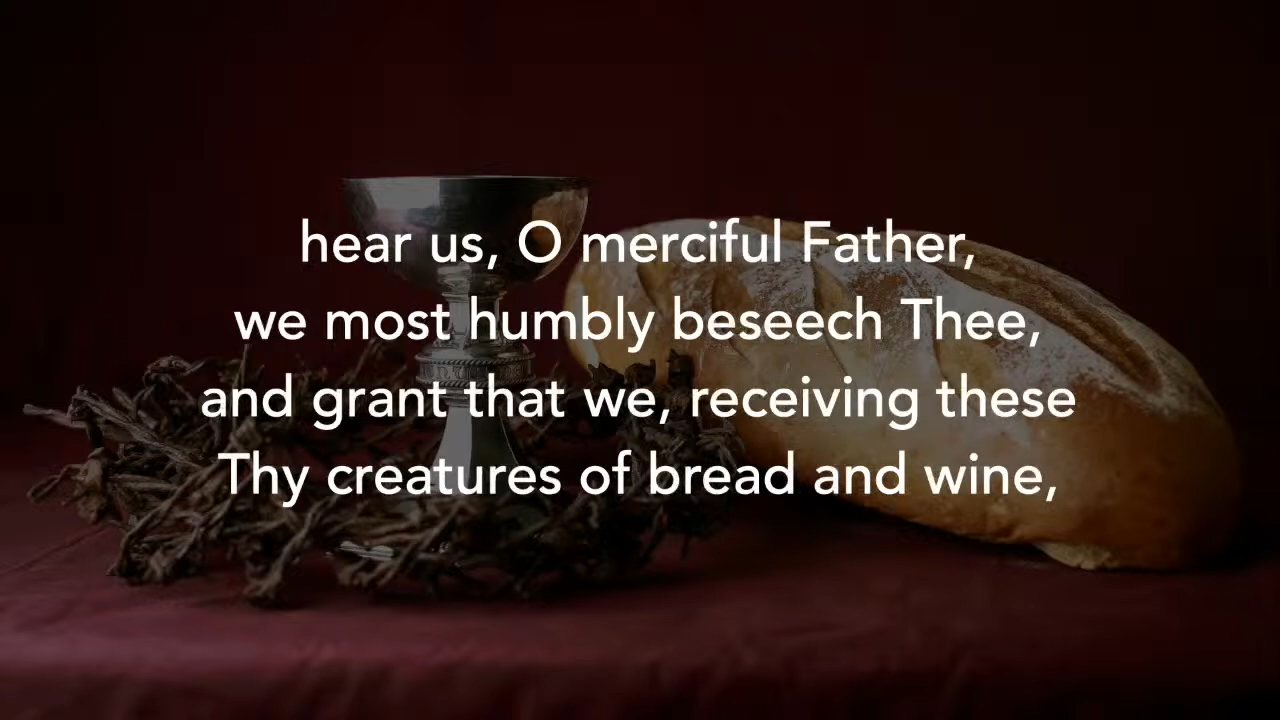 hear us, O merciful Father,
we most humbly beseech Thee,
and grant that we, receiving these
Thy creatures of bread and wine,